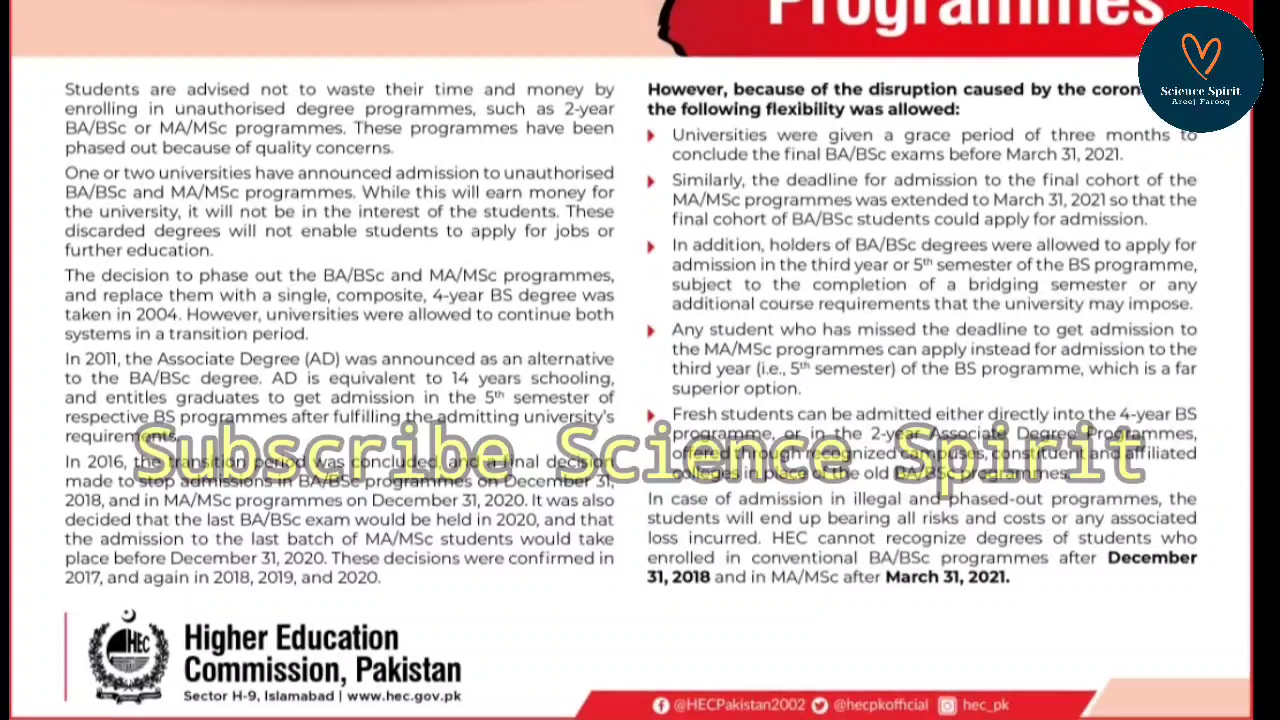 Programmes
Science Spirit
Areej Farooq
Students are advised not to waste their time and money by
enrolling in unauthorised degree programmes, such as 2-year
BA/BSc or MA/MSc programmes. These programmes have been
phased out because of quality concerns.
One or two universities have announced admission to unauthorised
BA/BSc and MA/MSc programmes. While this will earn money for
the university, it will not be in the interest of the students. These
discarded degrees will not enable students to apply for jobs or
further education.
The decision to phase out the BA/BSc and MA/MSc programmes,
and replace them with a single, composite, 4-year BS degree was
taken in 2004. However, universities were allowed to continue both
systems in a transition period.
In 2011, the Associate Degree (AD) was announced as an alternative
to the BA/BSc degree. AD is equivalent to 14 years schooling,
and entitles graduates to get admission in the 5th semester of
respective BS programmes after fulfilling the admitting university's
requirements.
In 2016, the transition period was concluded, and a final decision
made to stop admissions in BA/BSc programmes on December 31,
2018, and in MA/MSc programmes on December 31, 2020. It was also
decided that the last BA/BSc exam would be held in 2020, and that
the admission to the last batch of MA/MSc students would take
place before December 31, 2020. These decisions were confirmed in
2017, and again in 2018, 2019, and 2020.
However, because of the disruption caused by the
the following flexibility was allowed:
Universities were given a grace period of three months to
conclude the final BA/BSc exams before March 31, 2021.
Similarly, the deadline for admission to the final cohort of the
MA/MSc programmes was extended to March 31, 2021 so that the
final cohort of BA/BSc students could apply for admission.
In addition, holders of BA/BSc degrees were allowed to apply for
admission in the third year or 5th semester of the BS programme,
subject to the completion of a bridging semester or any
additional course requirements that the university may impose.
Any student who has missed the deadline to get admission to
the MA/MSc programmes can apply instead for admission to the
third year (i.e., 5th semester) of the BS programme, which is a far
superior option.
Fresh students can be admitted either directly into the 4-year BS
programme, or in the 2-year Associate Degree Programmes,
offered through recognized campuses, constituent and affiliated
colleges in place of the old BA/BSc programmes.
In case of admission in illegal and phased-out programmes, the
students will end up bearing all risks and costs or any associated
loss incurred. HEC cannot recognize degrees of students who
enrolled in conventional BA/BSc programmes after December
31, 2018 and in MA/MSc after March 31, 2021.
Subscribe Science Spirit
HEC
Higher Education
Commission, Pakistan
Sector H-9, Islamabad | www.hec.gov.pk
@HECPakistan2002 @hecpkofficial hec_pk